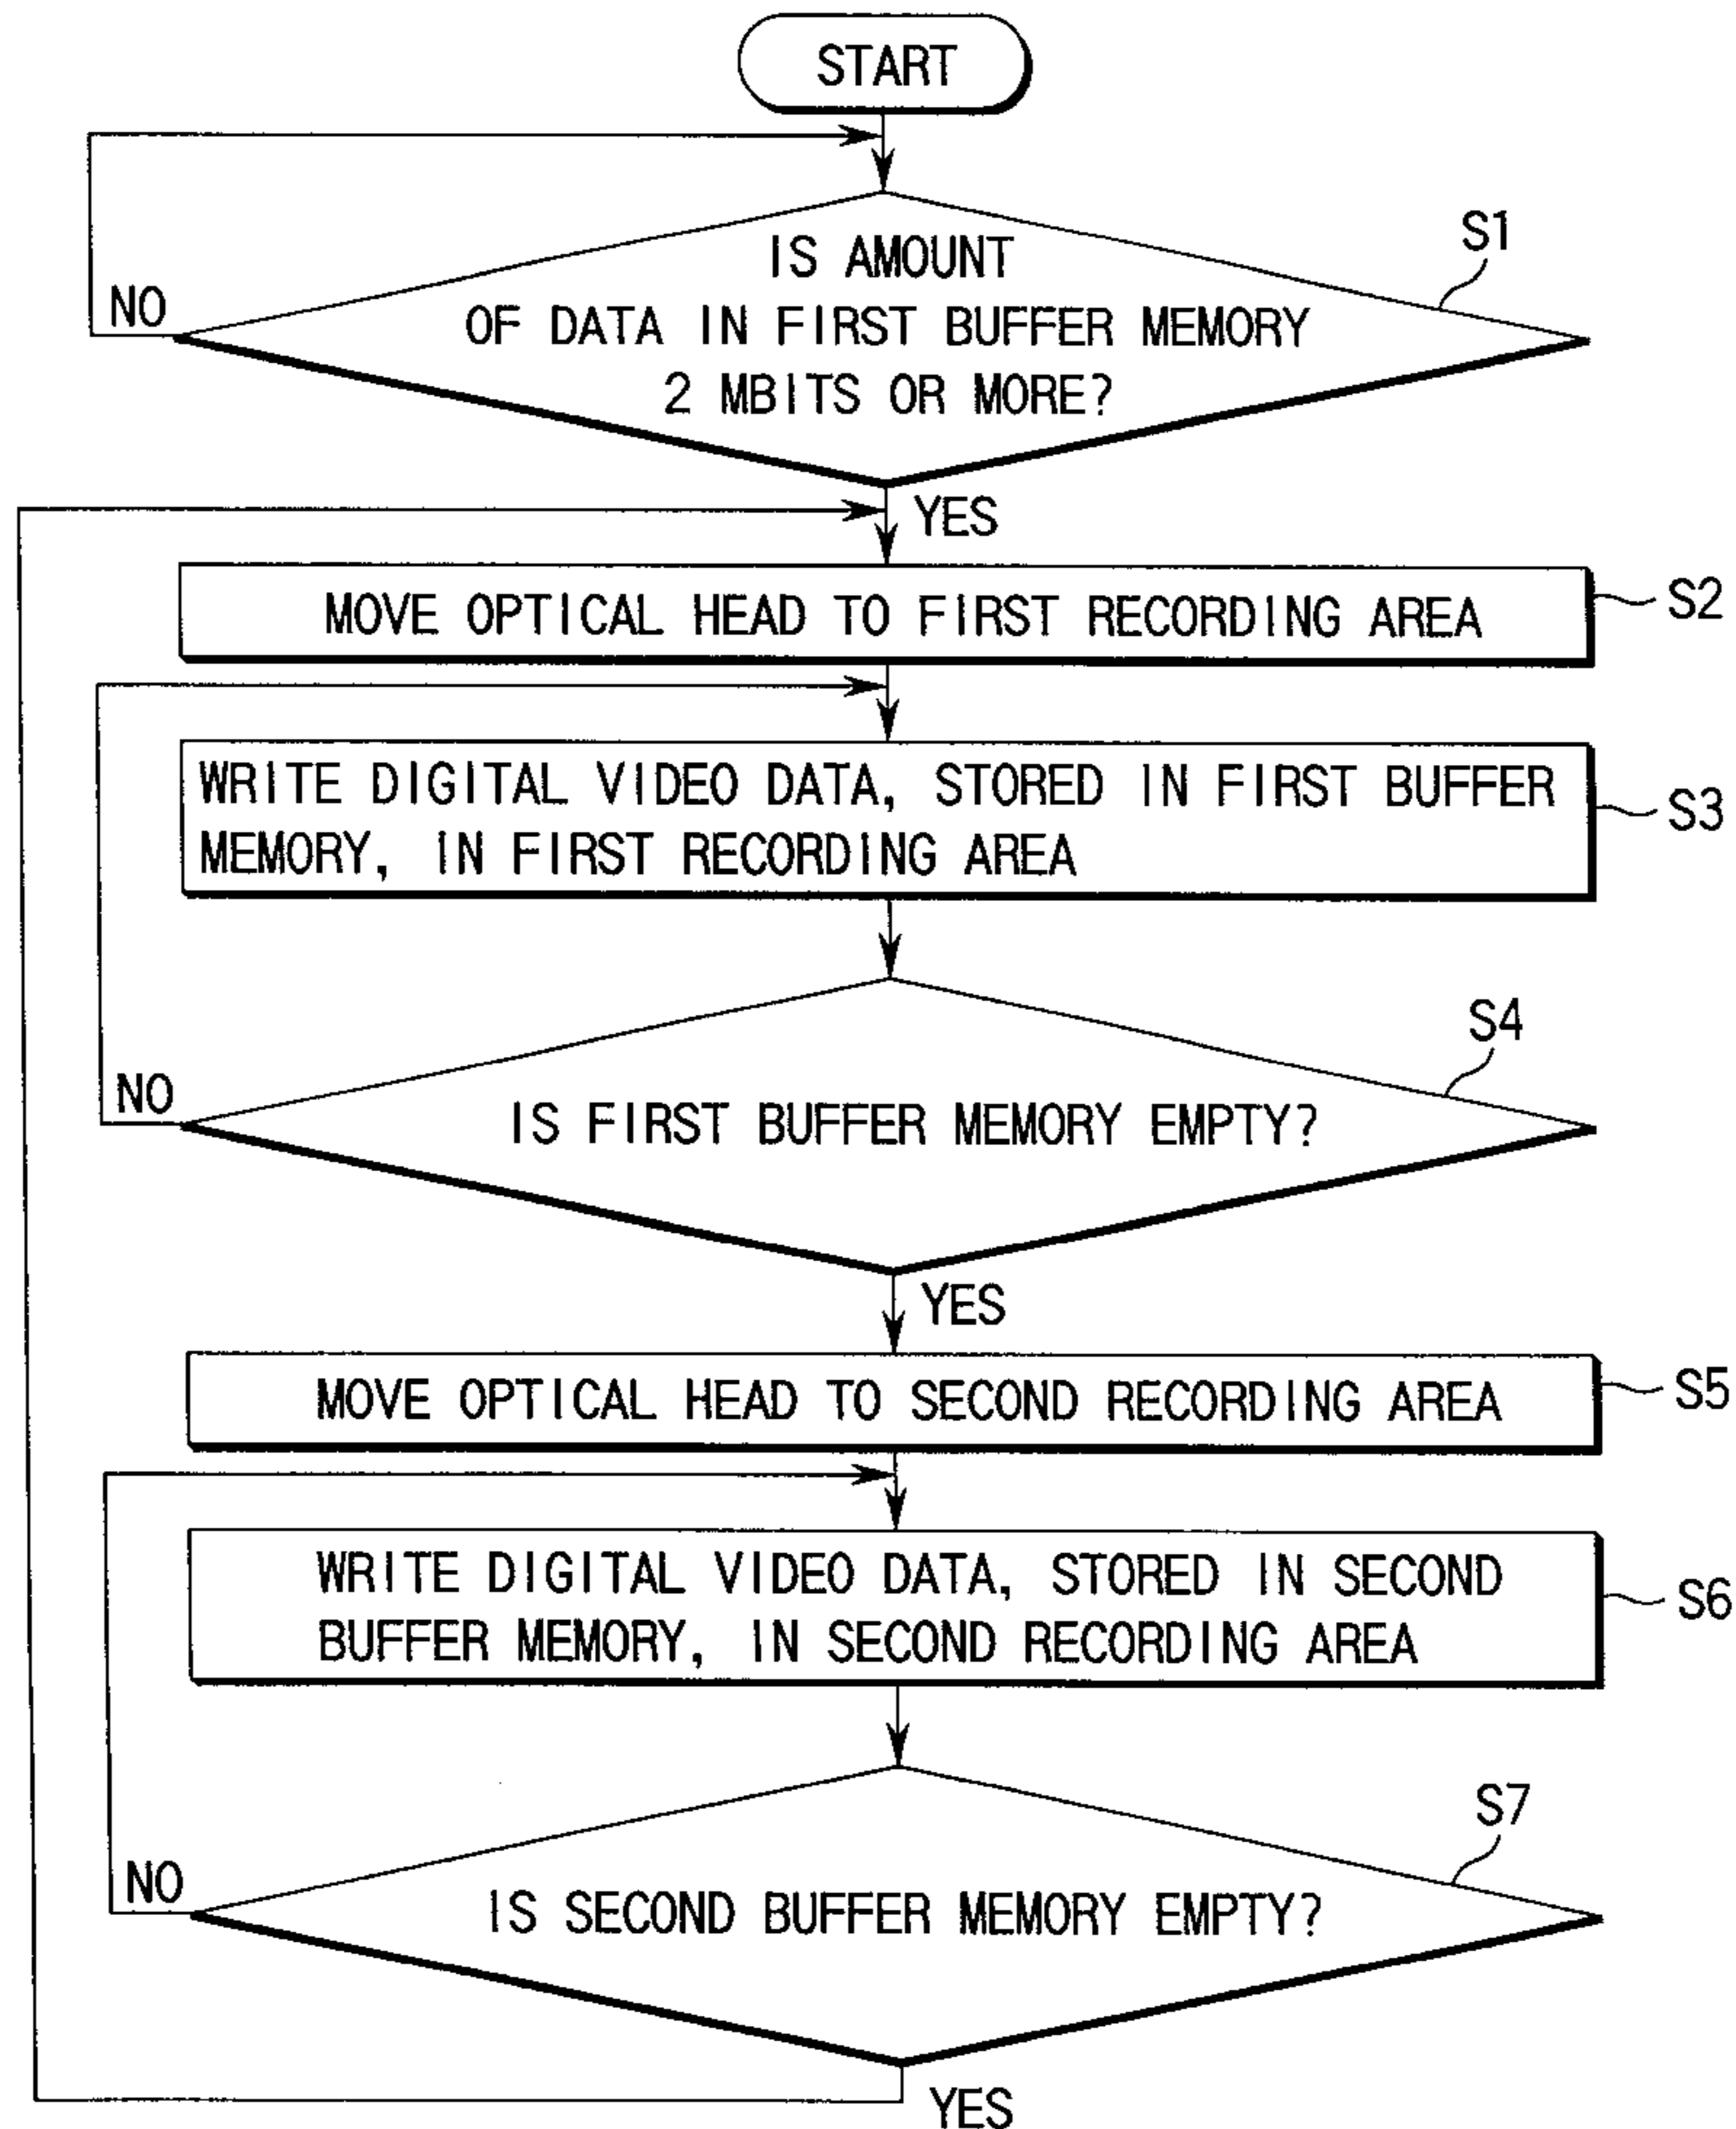 START
S1
IS AMOUNT
OF DATA IN FIRST BUFFER MEMORY
2 MBITS OR MORE?
NO
YES
MOVE OPTICAL HEAD TO FIRST RECORDING AREA
S2
WRITE DIGITAL VIDEO DATA, STORED IN FIRST BUFFER
MEMORY, IN FIRST RECORDING AREA
S3
S4
IS FIRST BUFFER MEMORY EMPTY?
NO
YES
MOVE OPTICAL HEAD TO SECOND RECORDING AREA
S5
WRITE DIGITAL VIDEO DATA, STORED IN SECOND
BUFFER MEMORY, IN SECOND RECORDING AREA
S6
S7
IS SECOND BUFFER MEMORY EMPTY?
NO
YES